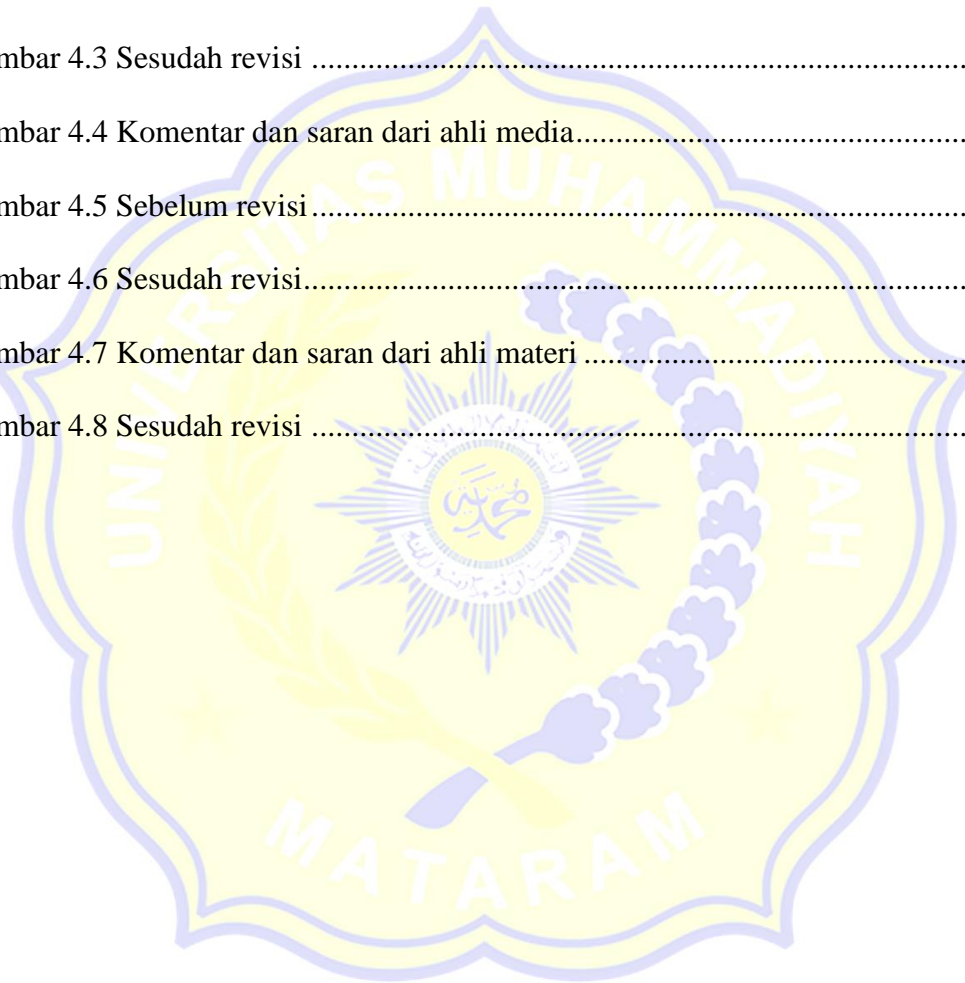 mbar 4.3 Sesudah revisi ........................................................................................
mbar 4.4 Komentar dan saran dari ahli media.......................................................
mbar 4.5 Sebelum revisi........................................................................................
mbar 4.6 Sesudah revisi.........................................................................................
mbar 4.7 Komentar dan saran dari ahli materi ......................................................
mbar 4.8 Sesudah revisi ........................................................................................
UNIVERSITAS MUHAMMADIYAH
MATARAM